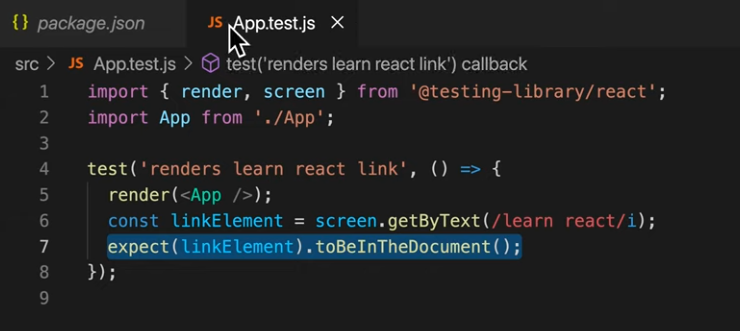 {} package.json JS App.test.js ×
src > JS App.test.js > test('renders learn react link') callback
1 import { render, screen } from '@testing-library/react';
2 import App from './App';
3
4 test('renders learn react link', () => {
5 render(<App />);
6 const linkElement = screen.getByText(/learn react/i);
7 expect(linkElement).toBeInTheDocument();
8 });
9